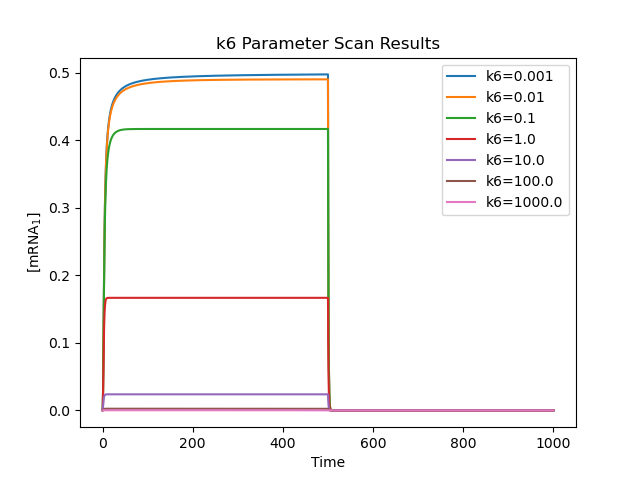 k6 Parameter Scan Results
[mRNA₁]
0.5
0.4
0.3
0.2
0.1
0.0
k6=0.001
k6=0.01
k6=0.1
k6=1.0
k6=10.0
k6=100.0
k6=1000.0
0 200 400 600 800 1000
Time